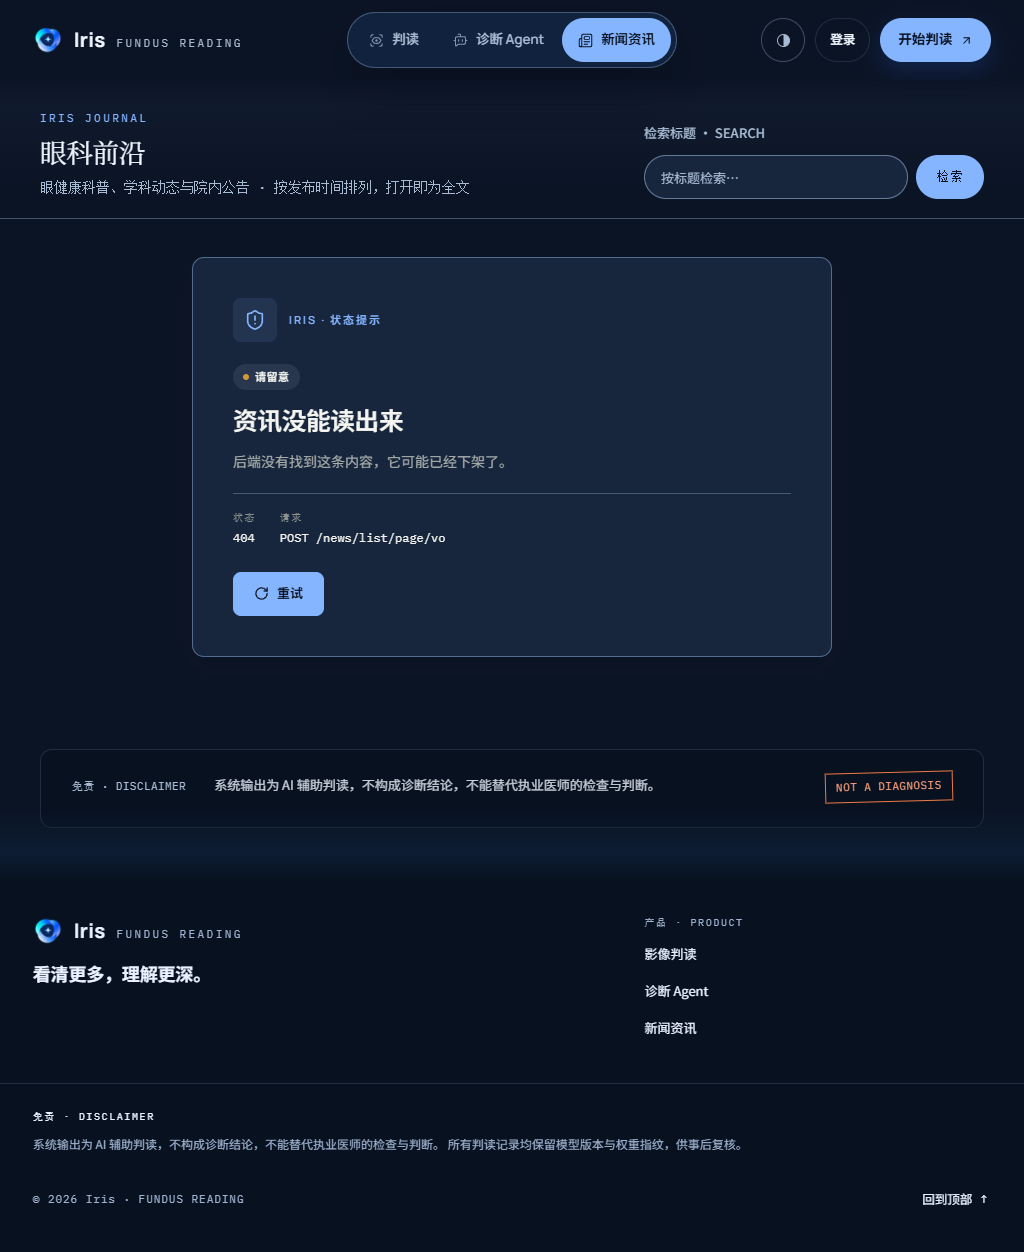 Iris FUNDUS READING
判读
诊断 Agent
新闻资讯
登录
开始判读
IRIS JOURNAL
眼科前沿
眼健康科普、学科动态与院内公告 · 按发布时间排列，打开即为全文
检索标题 · SEARCH
按标题检索…
检索
IRIS · 状态提示
请留意
资讯没能读出来
后端没有找到这条内容，它可能已经下架了。
状态
404
请求
POST /news/list/page/vo
重试
免责 · DISCLAIMER
系统输出为 AI 辅助判读，不构成诊断结论，不能替代执业医师的检查与判断。
NOT A DIAGNOSIS
Iris FUNDUS READING
看清更多，理解更深。
产品 · PRODUCT
影像判读
诊断 Agent
新闻资讯
免责 · DISCLAIMER
系统输出为 AI 辅助判读，不构成诊断结论，不能替代执业医师的检查与判断。 所有判读记录均保留模型版本与权重指纹，供事后复核。
© 2026 Iris · FUNDUS READING
回到顶部 ↑